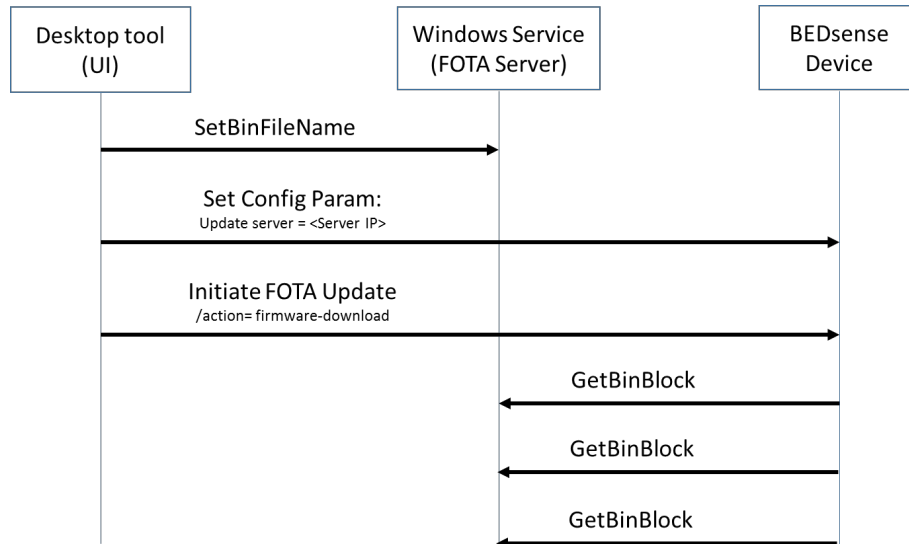 Desktop tool
(UI)
Windows Service
(FOTA Server)
BEDsense
Device
SetBinFileName
Set Config Param:
Update server = <Server IP>
Initiate FOTA Update
/action= firmware-download
GetBinBlock
GetBinBlock
GetBinBlock